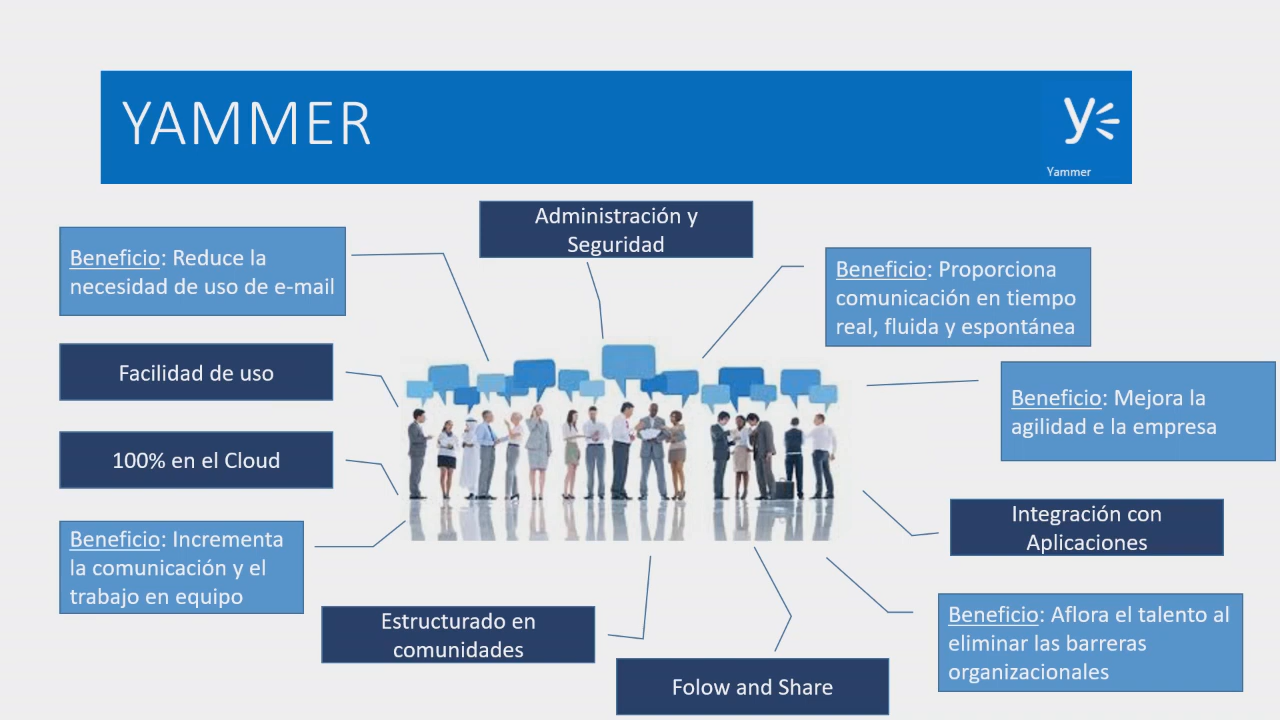 YAMMER
y
Yammer
Administración y
Seguridad
Beneficio: Reduce la
necesidad de uso de e-mail
Beneficio: Proporciona
comunicación en tiempo
real, fluida y espontánea
Facilidad de uso
Beneficio: Mejora la
agilidad e la empresa
100% en el Cloud
Integración con
Aplicaciones
Beneficio: Incrementa
la comunicación y el
trabajo en equipo
Estructurado en
comunidades
Beneficio: Aflora el talento al
eliminar las barreras
organizacionales
Folow and Share